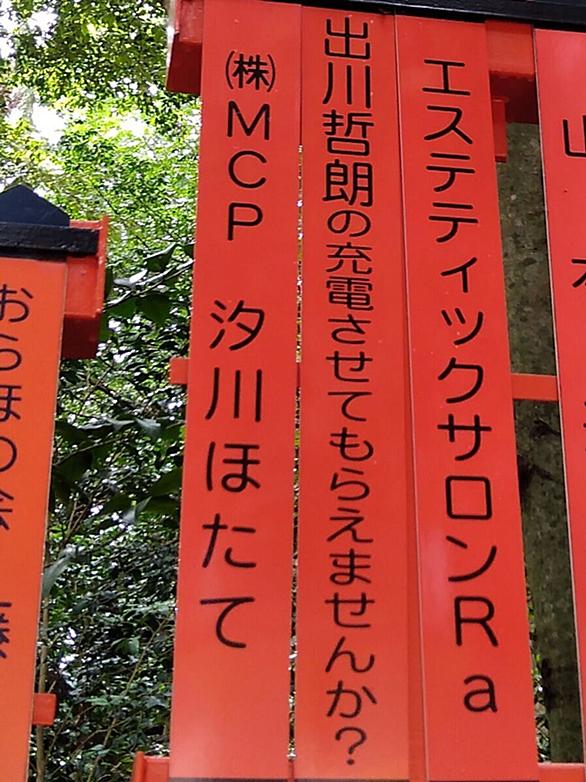 エステティックサロンRa
出川哲朗の充電させてもらえませんか？
㈱MCP 汐川ほたて